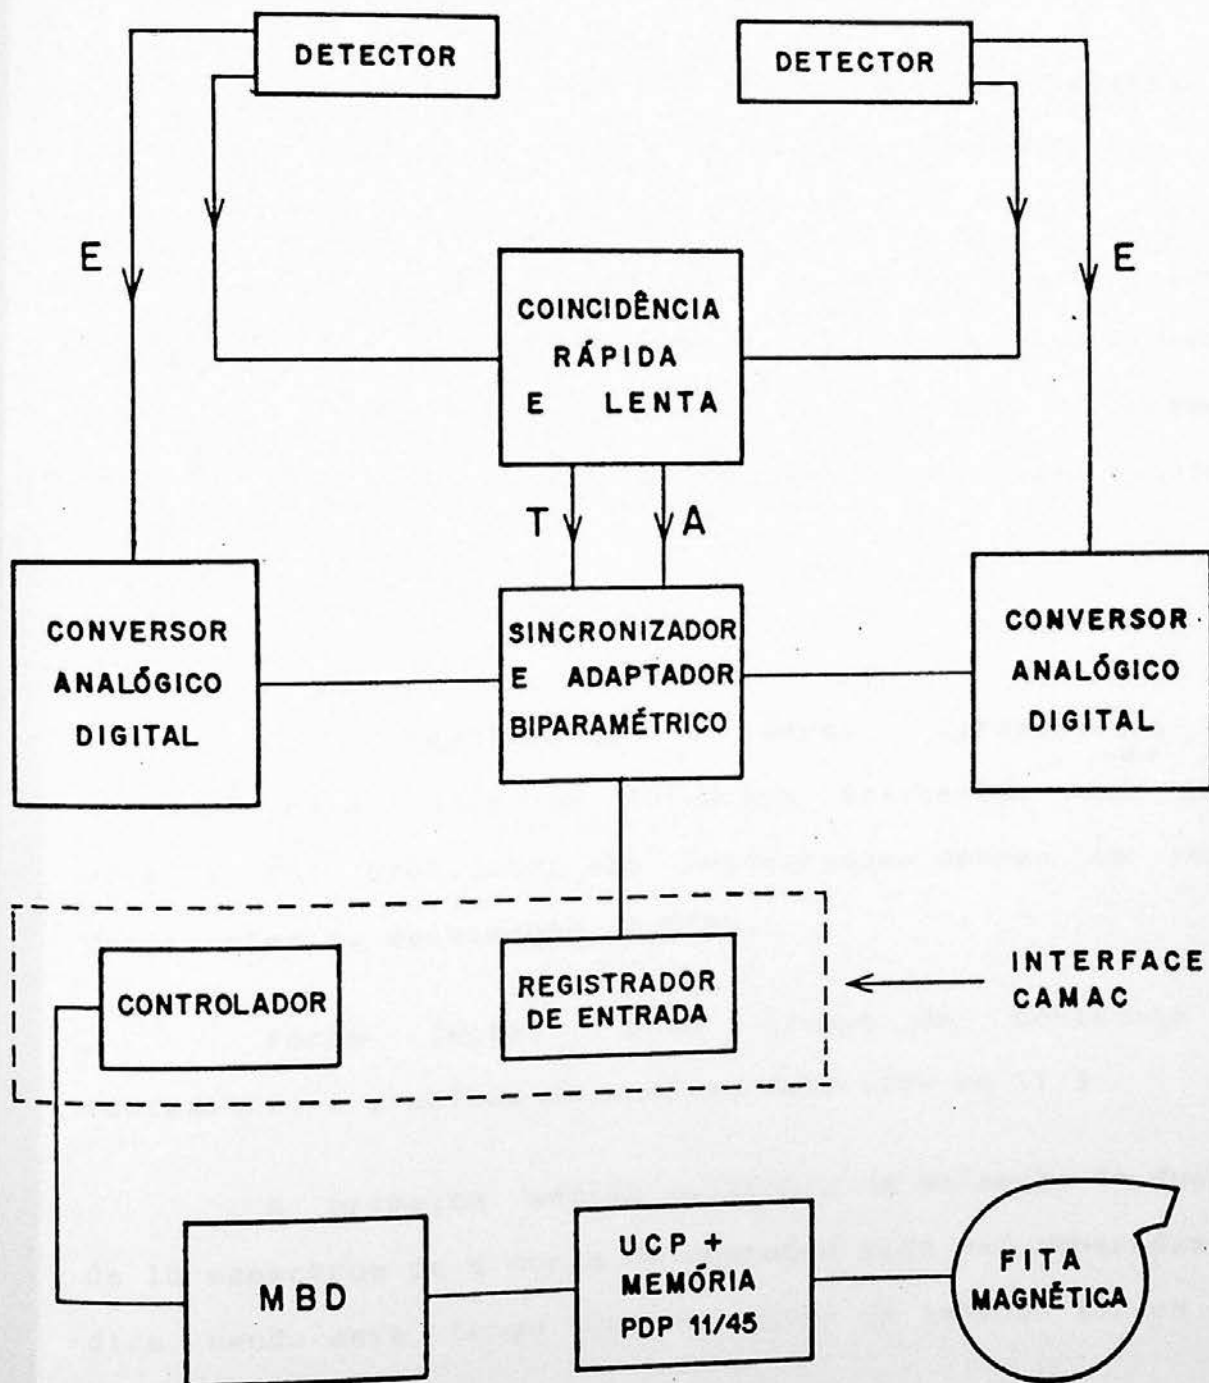 DETECTOR
DETECTOR
E
E
COINCIDÊNCIA
RÁPIDA
E LENTA
T
A
CONVERSOR
ANALÓGICO
DIGITAL
SINCRONIZADOR
E ADAPTADOR
BIPARAMÉTRICO
CONVERSOR
ANALÓGICO
DIGITAL
CONTROLADOR
REGISTRADOR
DE ENTRADA
INTERFACE
CAMAC
MBD
UCP +
MEMÓRIA
PDP 11/45
FITA
MAGNÉTICA